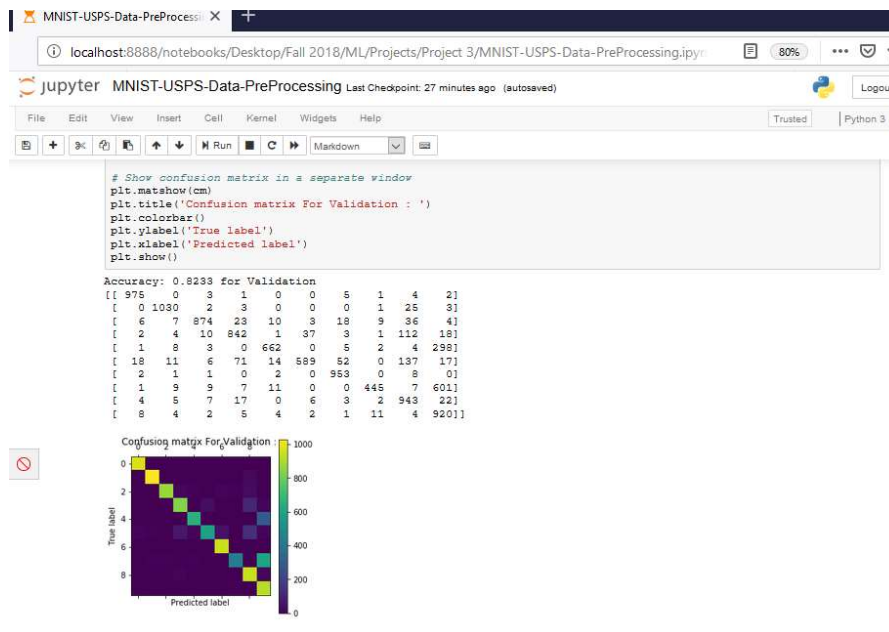 MNIST-USPS-Data-PreProcessi
localhost:8888/notebooks/Desktop/Fall 2018/ML/Projects/Project 3/MNIST-USPS-Data-PreProcessing.ipyn
80%
jupyter MNIST-USPS-Data-PreProcessing Last Checkpoint: 27 minutes ago (autosaved)
Logou
File Edit View Insert Cell Kernel Widgets Help
Trusted
Python 3
Run
Markdown
# Show confusion matrix in a separate window
plt.matshow(cm)
plt.title('Confusion matrix For Validation : ')
plt.colorbar()
plt.ylabel('True label')
plt.xlabel('Predicted label')
plt.show()
Accuracy: 0.8233 for Validation
[[ 975 0 3 1 0 0 5 1 4 2]
[ 0 1030 2 3 0 0 0 1 25 3]
[ 6 7 874 23 10 3 18 9 36 4]
[ 2 4 10 842 1 37 3 1 112 18]
[ 1 8 3 0 662 0 5 2 4 298]
[ 18 11 6 71 14 589 52 0 137 17]
[ 2 1 1 0 2 0 953 0 8 0]
[ 1 9 9 7 11 0 0 445 7 601]
[ 4 5 7 17 0 6 3 2 943 22]
[ 8 4 2 5 4 2 1 11 4 920]]
Confusion matrix For Validation :
0 2 4 6 8
0
2
4
6
8
True label
Predicted label
1000
800
600
400
200
0